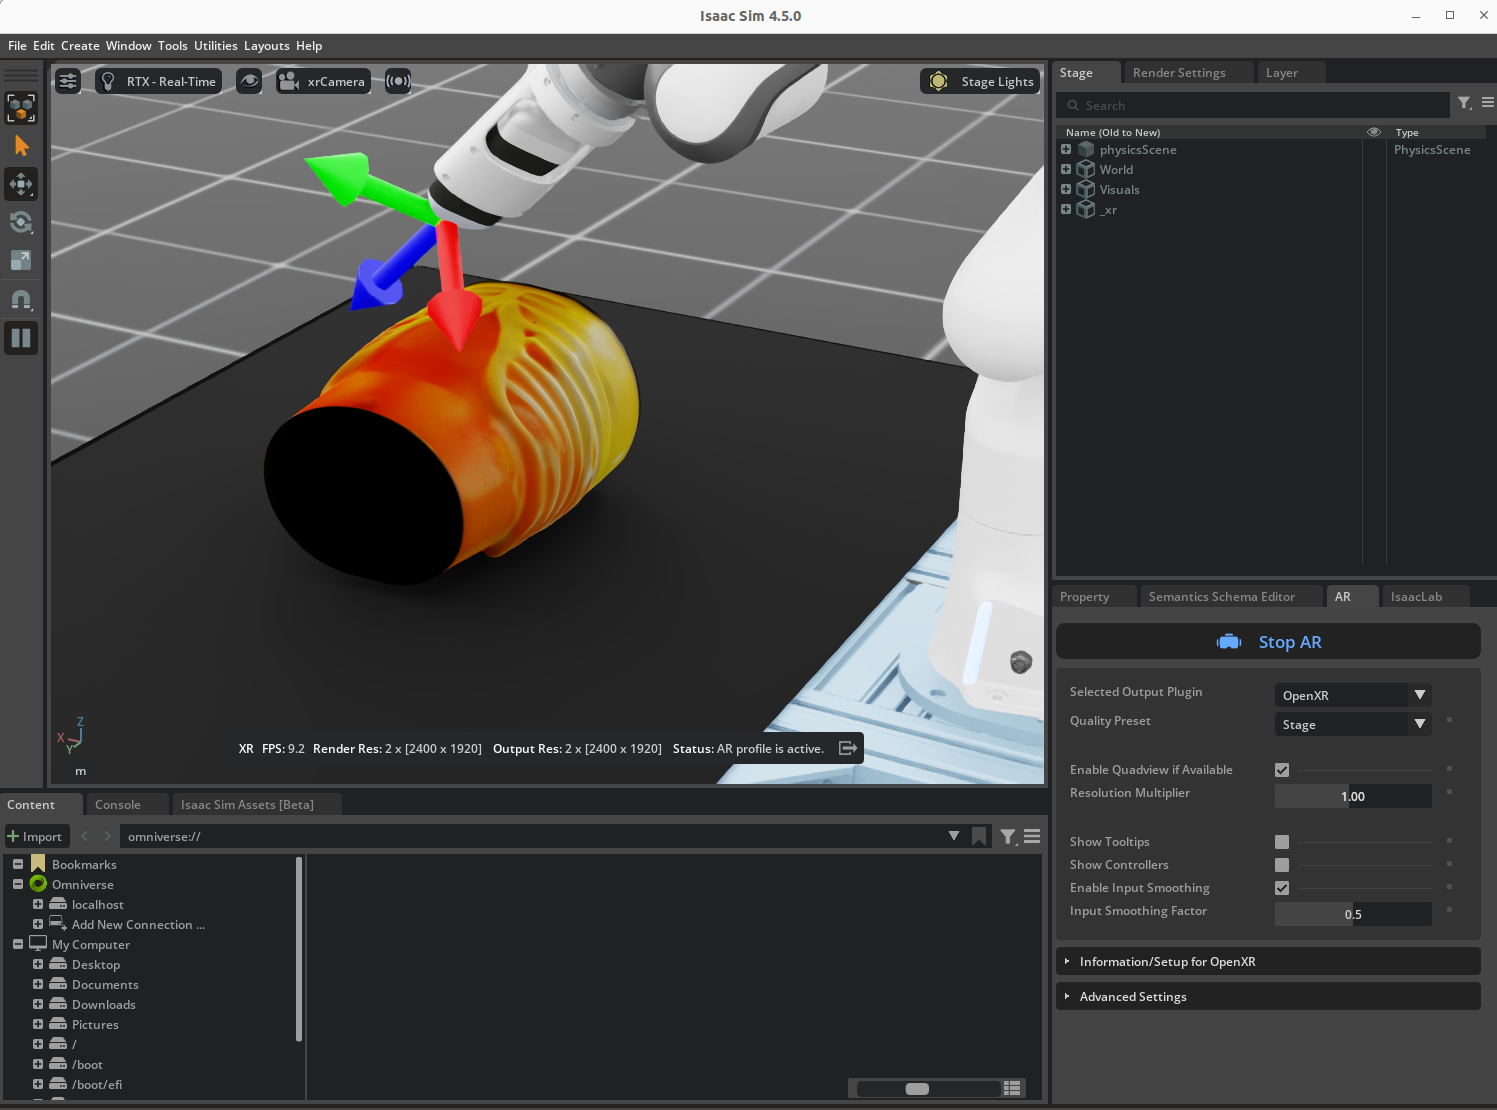 Isaac Sim 4.5.0
File Edit Create Window Tools Utilities Layouts Help
RTX - Real-Time
xrCamera
Stage Lights
Z
X
Y
m
XR FPS: 9.2 Render Res: 2 x [2400 x 1920] Output Res: 2 x [2400 x 1920] Status: AR profile is active.
Stage Render Settings Layer
Search
Name (Old to New) Type
physicsScene PhysicsScene
World
Visuals
_xr
Property Semantics Schema Editor AR IsaacLab
Stop AR
Selected Output Plugin OpenXR
Quality Preset Stage
Enable Quadview if Available
Resolution Multiplier 1.00
Show Tooltips
Show Controllers
Enable Input Smoothing
Input Smoothing Factor 0.5
Information/Setup for OpenXR
Advanced Settings
Content Console Isaac Sim Assets [Beta]
Import omniverse://
Bookmarks
Omniverse
localhost
Add New Connection ...
My Computer
Desktop
Documents
Downloads
Pictures
/
/boot
/boot/efi